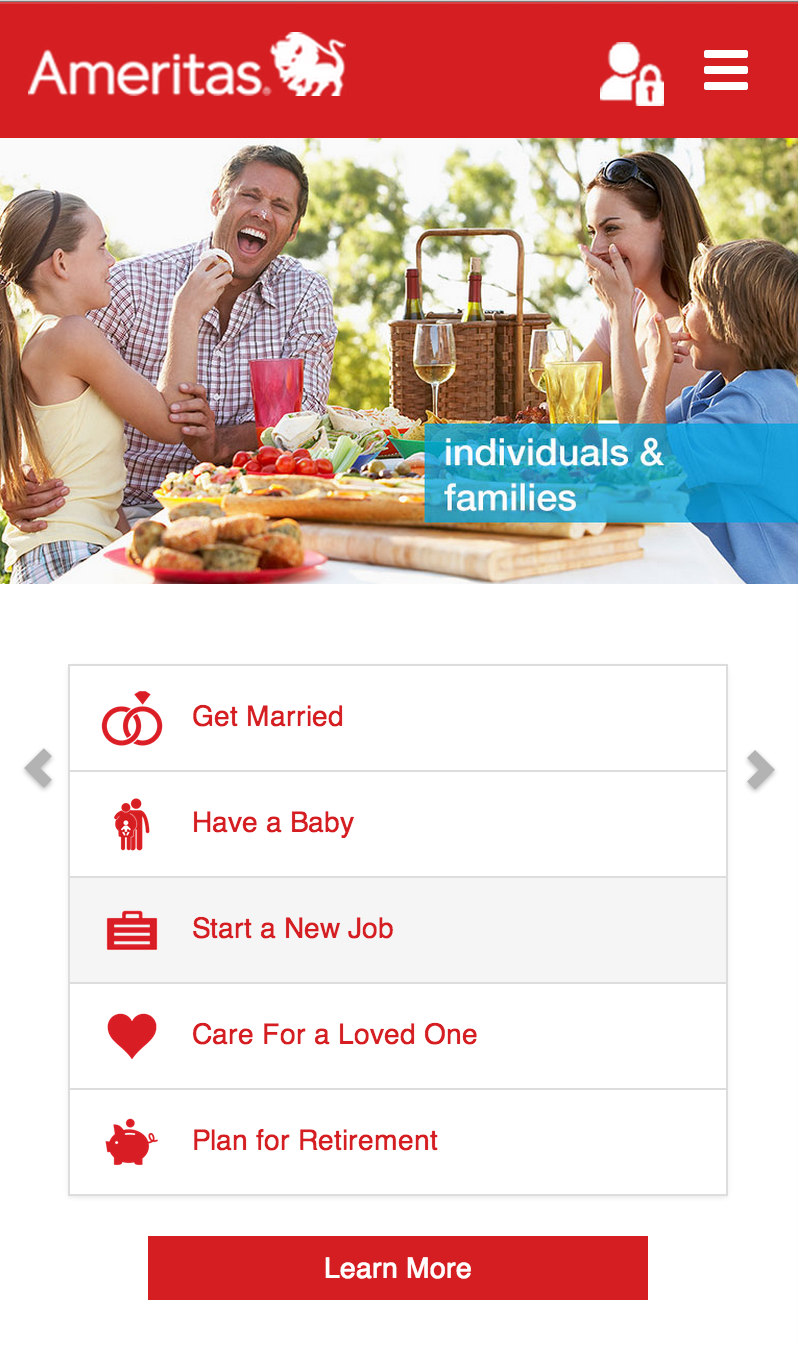 Ameritas®
individuals &
families
Get Married
Have a Baby
Start a New Job
Care For a Loved One
Plan for Retirement
Learn More